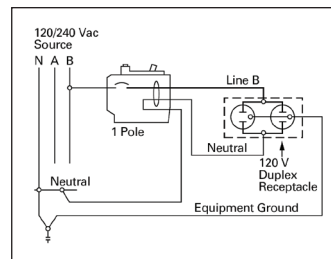 120/240 Vac
Source
N A B
1 Pole
Line B
Neutral
120 V
Duplex
Receptacle
Neutral
Equipment Ground